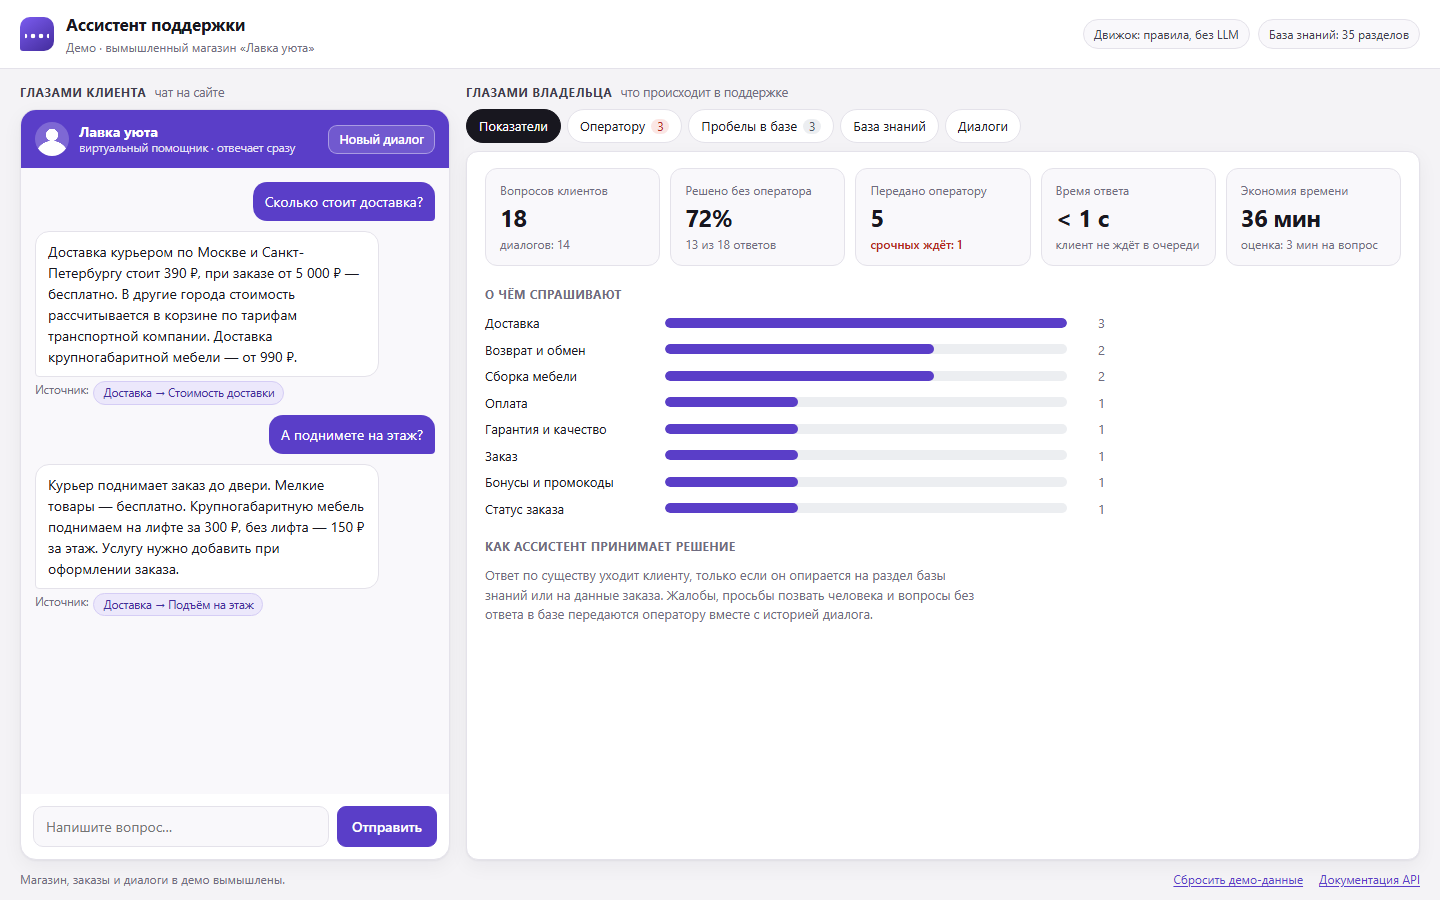 Ассистент поддержки
Демо · вымышленный магазин «Лавка уюта»
Движок: правила, без LLM
База знаний: 35 разделов
ГЛАЗАМИ КЛИЕНТА чат на сайте
Лавка уюта
виртуальный помощник · отвечает сразу
Новый диалог
Сколько стоит доставка?
Доставка курьером по Москве и Санкт-
Петербургу стоит 390 ₽, при заказе от 5 000 ₽ —
бесплатно. В другие города стоимость
рассчитывается в корзине по тарифам
транспортной компании. Доставка
крупногабаритной мебели — от 990 ₽.
Источник: Доставка → Стоимость доставки
А поднимете на этаж?
Курьер поднимает заказ до двери. Мелкие
товары — бесплатно. Крупногабаритную мебель
поднимаем на лифте за 300 ₽, без лифта — 150 ₽
за этаж. Услугу нужно добавить при
оформлении заказа.
Источник: Доставка → Подъём на этаж
Напишите вопрос...
Отправить
ГЛАЗАМИ ВЛАДЕЛЬЦА что происходит в поддержке
Показатели
Оператору 3
Пробелы в базе 3
База знаний
Диалоги
Вопросов клиентов
18
диалогов: 14
Решено без оператора
72%
13 из 18 ответов
Передано оператору
5
срочных ждёт: 1
Время ответа
< 1 с
клиент не ждёт в очереди
Экономия времени
36 мин
оценка: 3 мин на вопрос
О ЧЁМ СПРАШИВАЮТ
Доставка 3
Возврат и обмен 2
Сборка мебели 2
Оплата 1
Гарантия и качество 1
Заказ 1
Бонусы и промокоды 1
Статус заказа 1
КАК АССИСТЕНТ ПРИНИМАЕТ РЕШЕНИЕ
Ответ по существу уходит клиенту, только если он опирается на раздел базы
знаний или на данные заказа. Жалобы, просьбы позвать человека и вопросы без
ответа в базе передаются оператору вместе с историей диалога.
Магазин, заказы и диалоги в демо вымышлены.
Сбросить демо-данные
Документация API